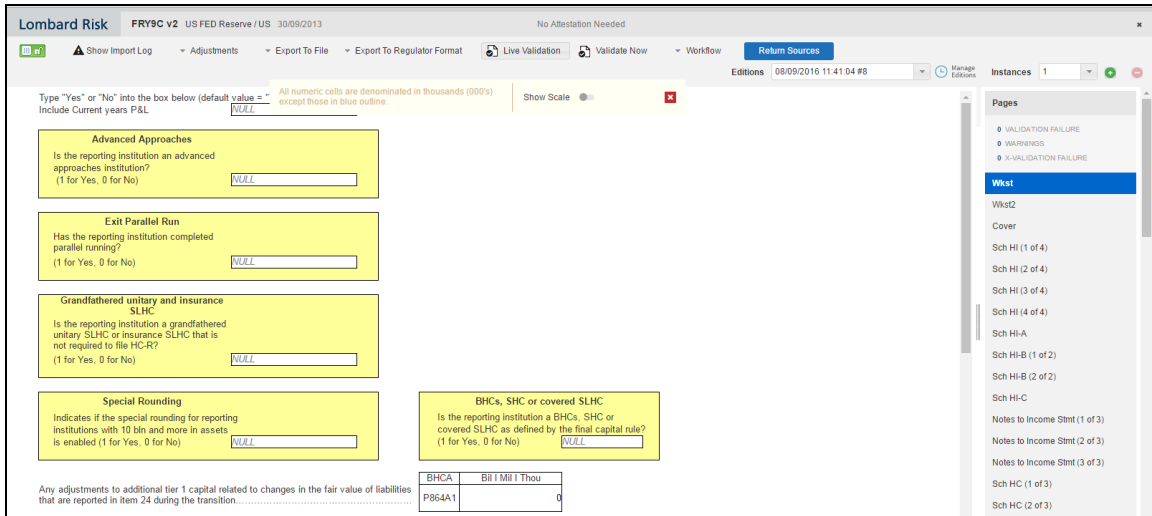 Lombard Risk FRY9C v2 US FED Reserve / US 30/09/2013 No Attestation Needed
Show Import Log Adjustments Export To File Export To Regulator Format Live Validation Validate Now Workflow Return Sources
Editions 08/09/2016 11:41:04 #8 Manage Editions Instances 1
Type "Yes" or "No" into the box below (default value = "
Include Current years P&L NULL
All numeric cells are denominated in thousands (000's)
except those in blue outline.
Show Scale
Advanced Approaches
Is the reporting institution an advanced
approaches institution?
(1 for Yes, 0 for No) NULL
Exit Parallel Run
Has the reporting institution completed
parallel running?
(1 for Yes, 0 for No) NULL
Grandfathered unitary and insurance
SLHC
Is the reporting institution a grandfathered
unitary SLHC or insurance SLHC that is
not required to file HC-R?
(1 for Yes, 0 for No) NULL
Special Rounding
Indicates if the special rounding for reporting
institutions with 10 bln and more in assets
is enabled (1 for Yes, 0 for No) NULL
BHCs, SHC or covered SLHC
Is the reporting institution a BHCs, SHC or
covered SLHC as defined by the final capital rule?
(1 for Yes, 0 for No) NULL
BHCA Bil I Mil I Thou
Any adjustments to additional tier 1 capital related to changes in the fair value of liabilities
that are reported in item 24 during the transition
P864A1 0
Pages
0 VALIDATION FAILURE
0 WARNINGS
0 X-VALIDATION FAILURE
Wkst
Wkst2
Cover
Sch HI (1 of 4)
Sch HI (2 of 4)
Sch HI (3 of 4)
Sch HI (4 of 4)
Sch HI-A
Sch HI-B (1 of 2)
Sch HI-B (2 of 2)
Sch HI-C
Notes to Income Stmt (1 of 3)
Notes to Income Stmt (2 of 3)
Notes to Income Stmt (3 of 3)
Sch HC (1 of 3)
Sch HC (2 of 3)